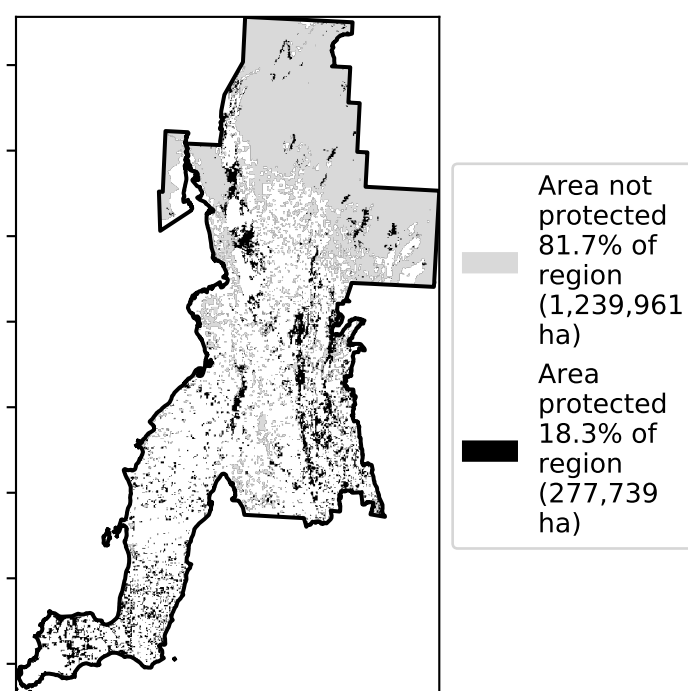 Area not
protected
81.7% of
region
(1,239,961
ha)
Area
protected
18.3% of
region
(277,739
ha)